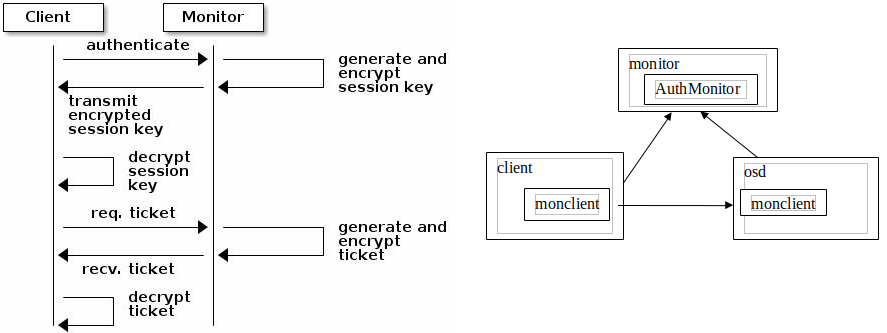 Client
Monitor
authenticate
generate and
encrypt
session key
transmit
encrypted
session key
decrypt
session
key
req. ticket
generate and
encrypt
ticket
recv. ticket
decrypt
ticket
monitor
AuthMonitor
client
monclient
osd
monclient